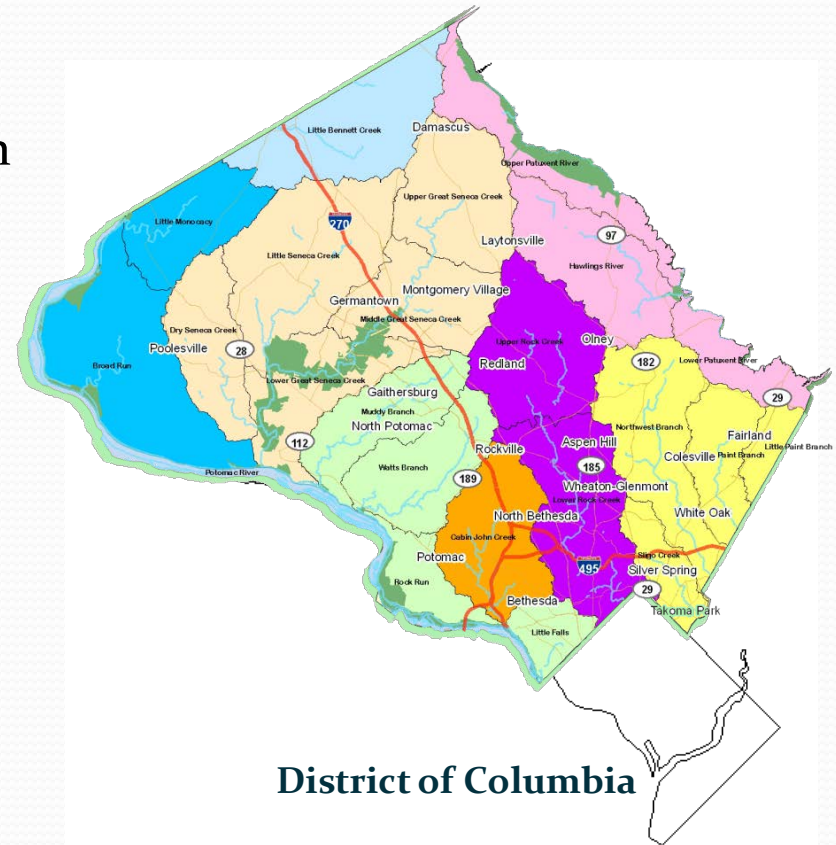 n
Little Bennett Creek
Damascus
Upper Patuxent River
Little Monocacy
Upper Great Seneca Creek
270
97
Laytonsville
Little Seneca Creek
Hawlings River
Montgomery Village
Germantown
Middle Great Seneca Creek
Dry Seneca Creek
Upper Rock Creek
Olney
Poolesville
28
182
Lower Patuxent River
Broad Run
Redland
Lower Great Seneca Creek
Gaithersburg
29
Muddy Branch
North Potomac
Northwest Branch
Fairland
112
Rockville
Aspen Hill
Colesville
Paint Branch
Little Paint Branch
Potomac River
Watts Branch
189
185
Wheaton-Glenmont
Lower Rock Creek
North Bethesda
White Oak
Cabin John Creek
Potomac
495
Sligo Creek
Silver Spring
Rock Run
29
Bethesda
Takoma Park
Little Falls
District of Columbia